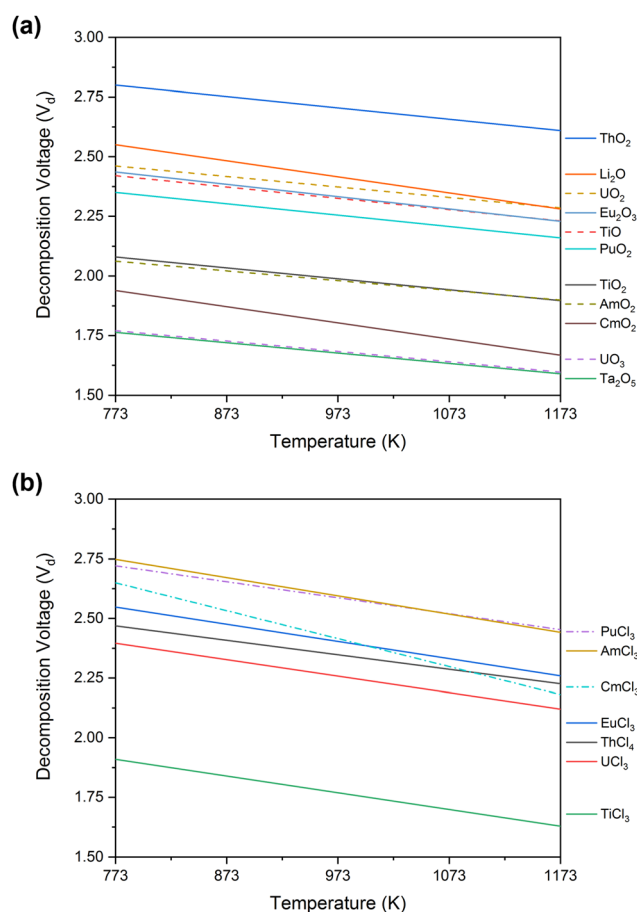 (a)
3.00
2.75
2.50
2.25
2.00
1.75
1.50
Decomposition Voltage (V_d)
ThO₂
Li₂O
UO₂
Eu₂O₃
TiO
PuO₂
TiO₂
AmO₂
CmO₂
UO₃
Ta₂O₅
773 873 973 1073 1173
Temperature (K)
(b)
3.00
2.75
2.50
2.25
2.00
1.75
1.50
Decomposition Voltage (V_d)
PuCl₃
AmCl₃
CmCl₃
EuCl₃
ThCl₄
UCl₃
TiCl₃
773 873 973 1073 1173
Temperature (K)